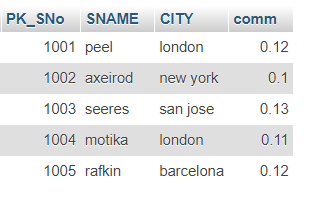 PK_SNo SNAME CITY comm
1001 peel london 0.12
1002 axeirod new york 0.1
1003 seeres san jose 0.13
1004 motika london 0.11
1005 rafkin barcelona 0.12